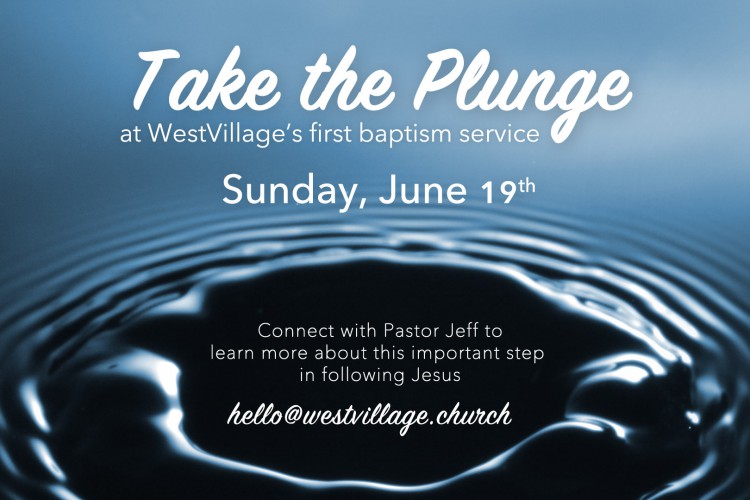 Take the Plunge
at WestVillage's first baptism service
Sunday, June 19th
Connect with Pastor Jeff to
learn more about this important step
in following Jesus
hello@westvillage.church